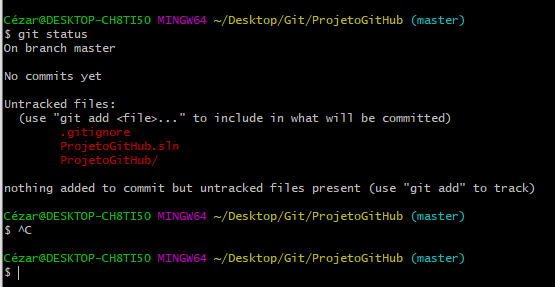 Cézar@DESKTOP-CH8TI5O MINGW64 ~/Desktop/Git/ProjetoGitHub (master)
$ git status
On branch master
No commits yet
Untracked files:
(use "git add <file>..." to include in what will be committed)
.gitignore
ProjetoGitHub.sln
ProjetoGitHub/
nothing added to commit but untracked files present (use "git add" to track)
Cézar@DESKTOP-CH8TI5O MINGW64 ~/Desktop/Git/ProjetoGitHub (master)
$ ^C
Cézar@DESKTOP-CH8TI5O MINGW64 ~/Desktop/Git/ProjetoGitHub (master)
$